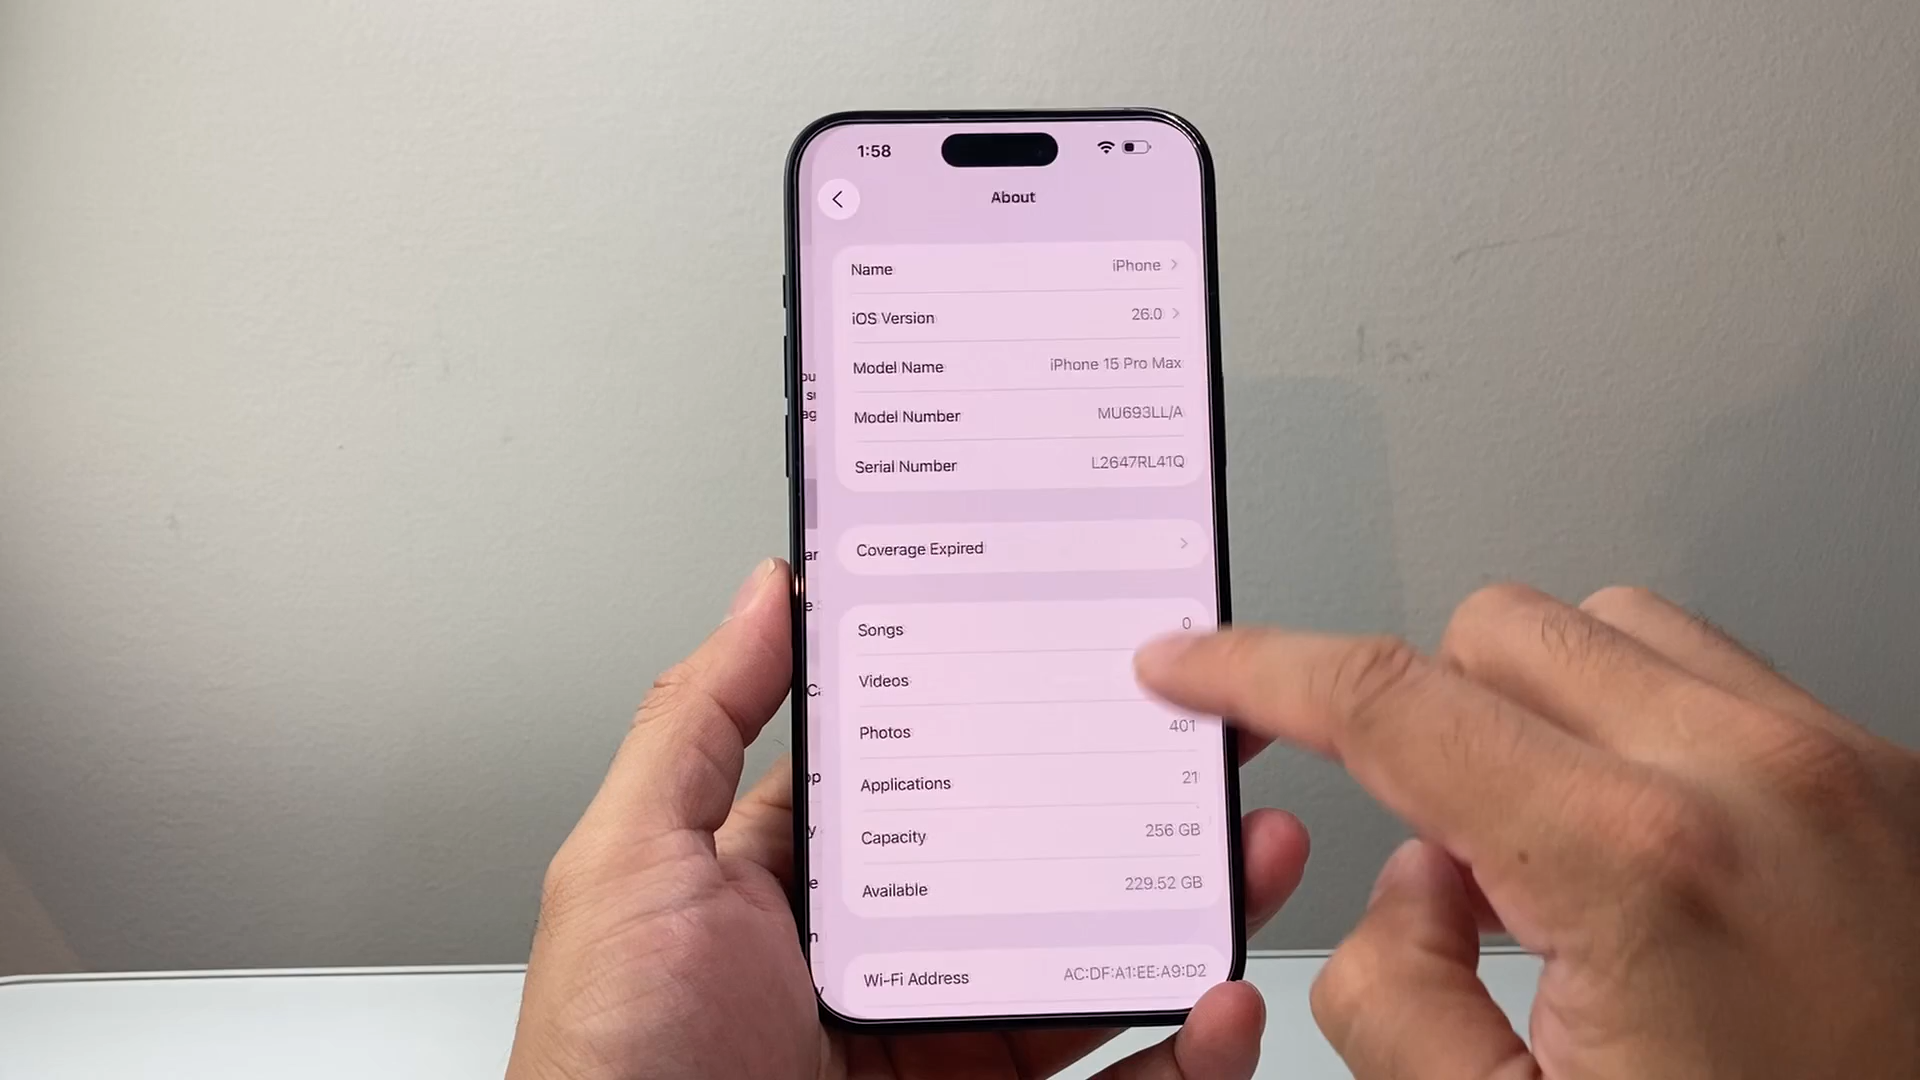 1:58
About
Name iPhone
iOS Version 26.0
Model Name iPhone 15 Pro Max
Model Number MU693LL/A
Serial Number L2647RL41Q
Coverage Expired
Songs 0
Videos
Photos 401
Applications 21
Capacity 256 GB
Available 229.52 GB
Wi-Fi Address AC:DF:A1:EE:A9:D2